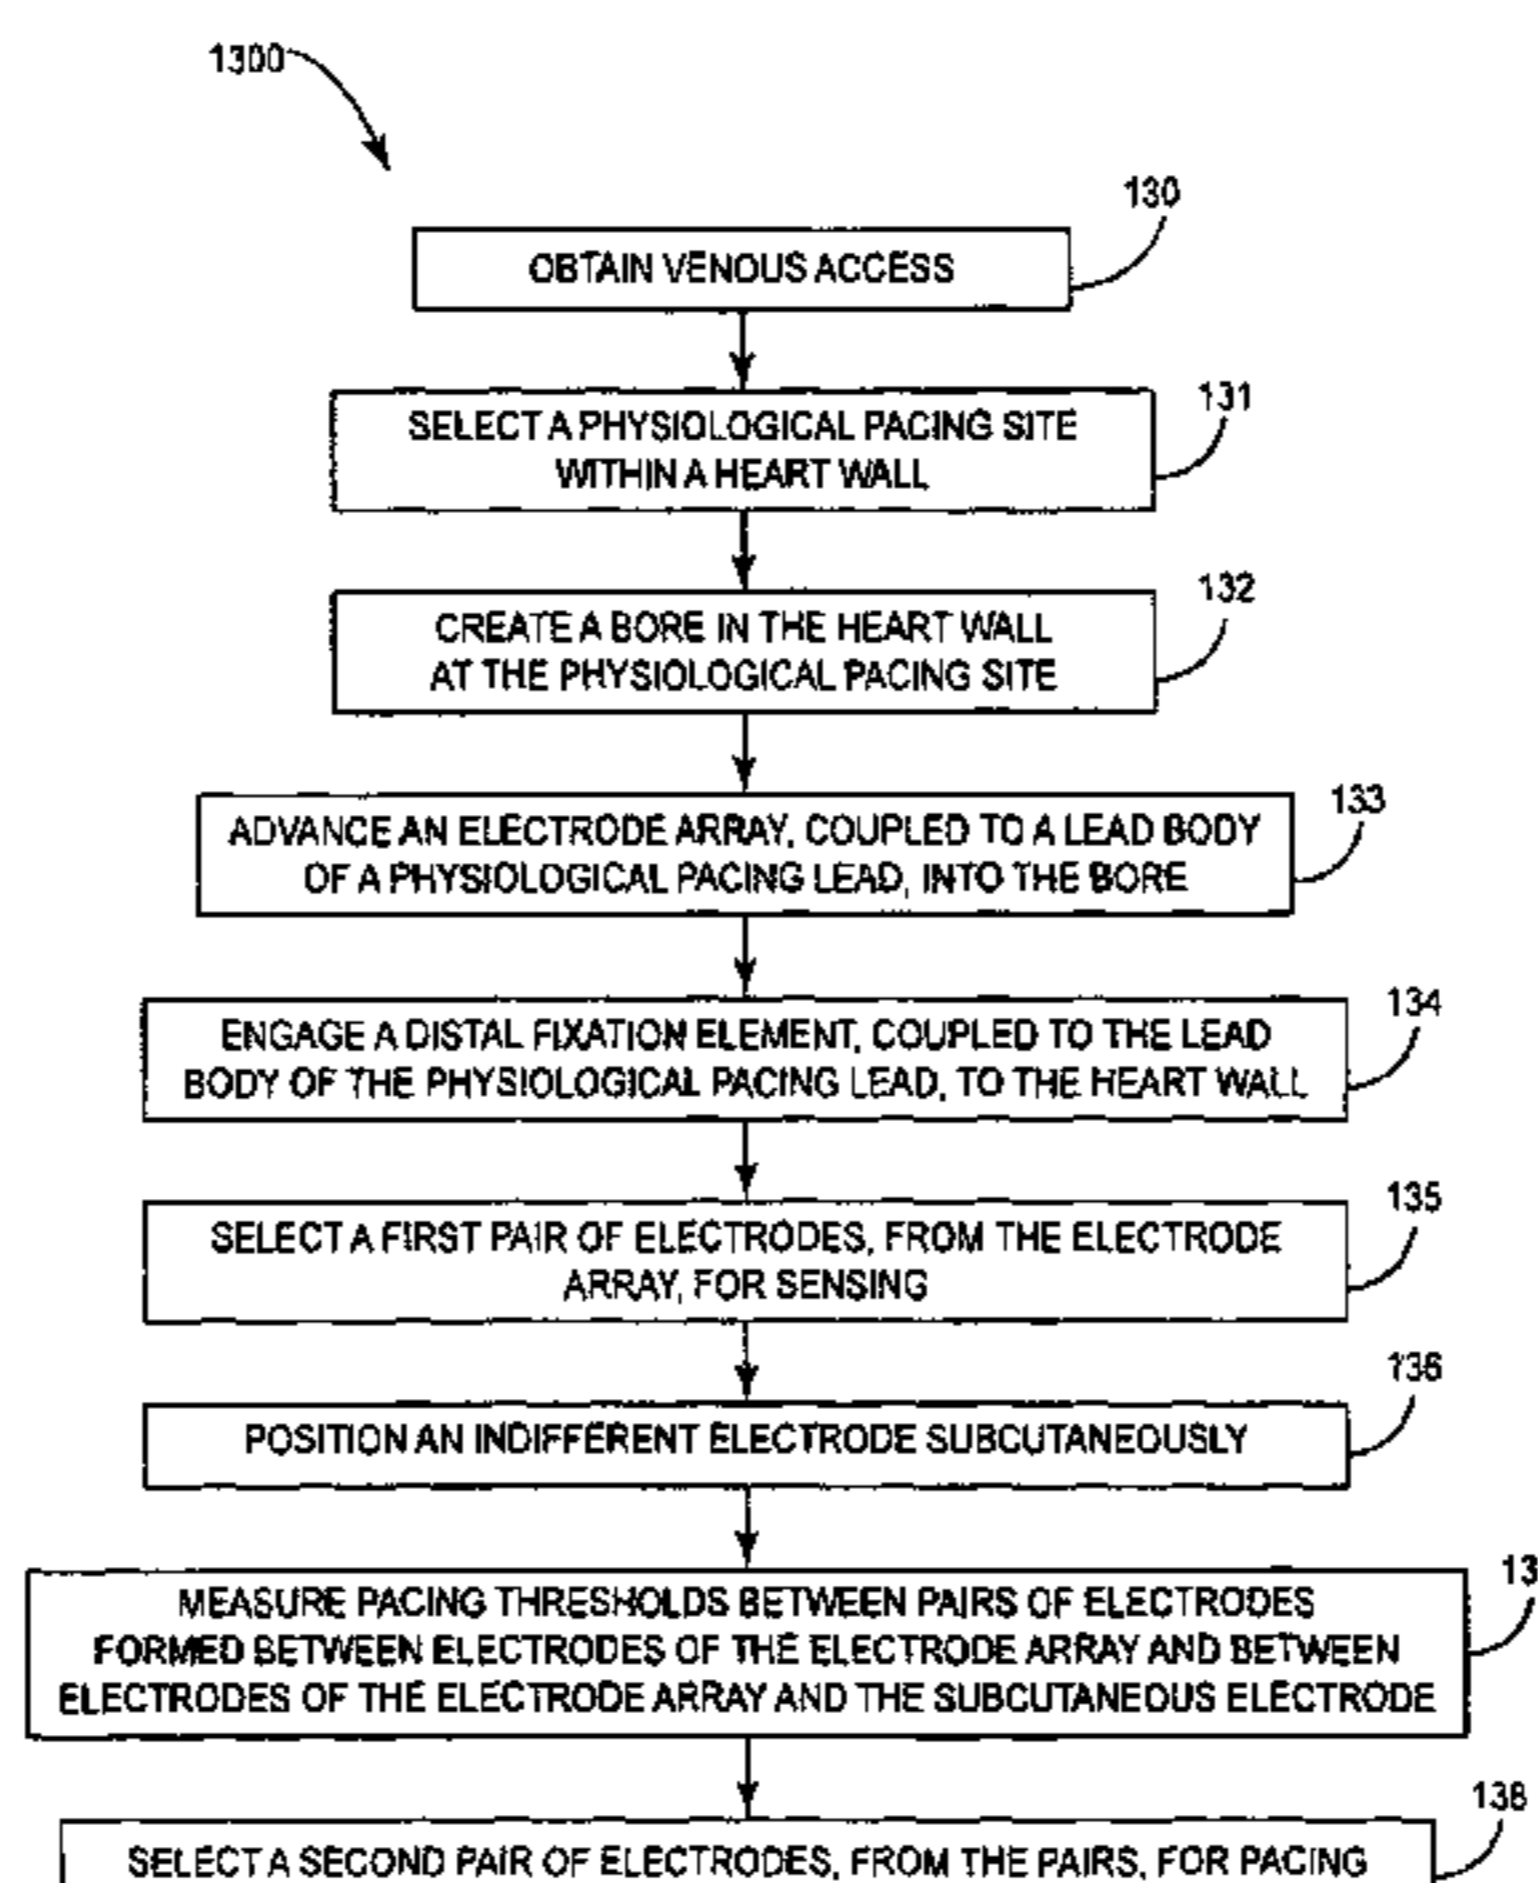 1300
130
OBTAIN VENOUS ACCESS
131
SELECT A PHYSIOLOGICAL PACING SITE
WITHIN A HEART WALL
132
CREATE A BORE IN THE HEART WALL
AT THE PHYSIOLOGICAL PACING SITE
133
ADVANCE AN ELECTRODE ARRAY, COUPLED TO A LEAD BODY
OF A PHYSIOLOGICAL PACING LEAD, INTO THE BORE
134
ENGAGE A DISTAL FIXATION ELEMENT, COUPLED TO THE LEAD
BODY OF THE PHYSIOLOGICAL PACING LEAD, TO THE HEART WALL
135
SELECT A FIRST PAIR OF ELECTRODES, FROM THE ELECTRODE
ARRAY, FOR SENSING
136
POSITION AN INDIFFERENT ELECTRODE SUBCUTANEOUSLY
13
MEASURE PACING THRESHOLDS BETWEEN PAIRS OF ELECTRODES
FORMED BETWEEN ELECTRODES OF THE ELECTRODE ARRAY AND BETWEEN
ELECTRODES OF THE ELECTRODE ARRAY AND THE SUBCUTANEOUS ELECTRODE
138
SELECT A SECOND PAIR OF ELECTRODES, FROM THE PAIRS, FOR PACING